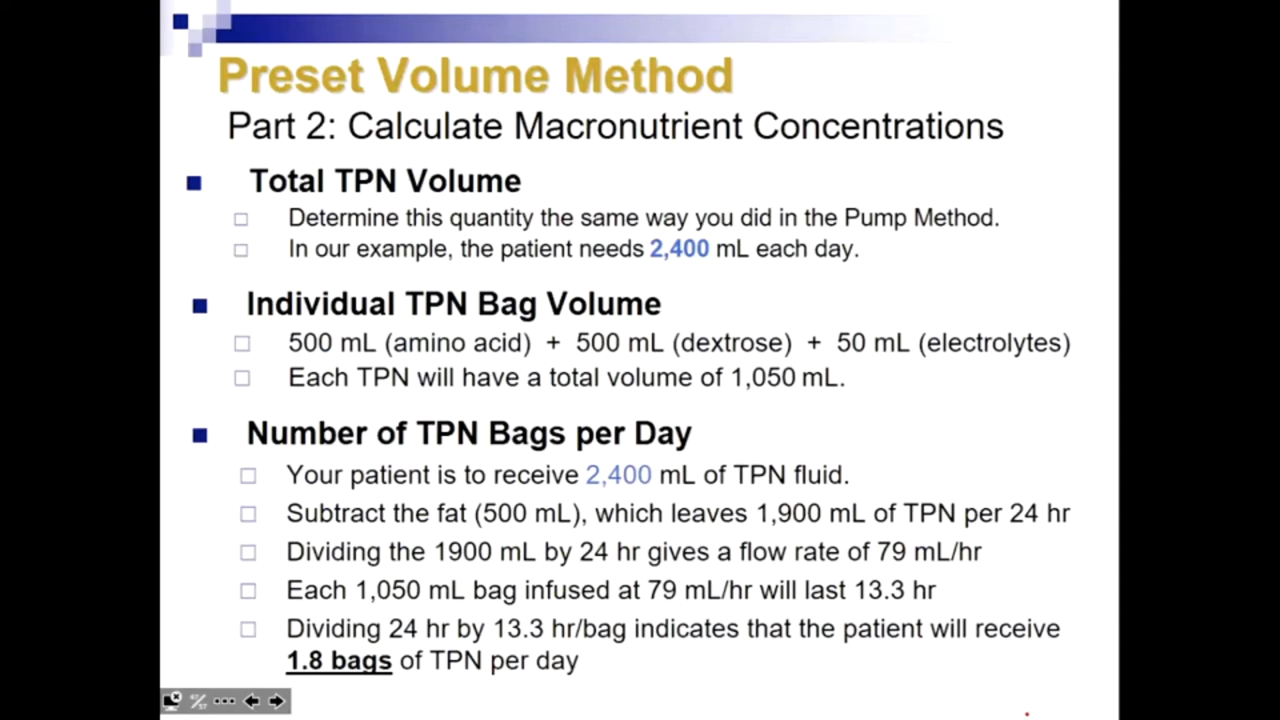 Preset Volume Method
Part 2: Calculate Macronutrient Concentrations
Total TPN Volume
Determine this quantity the same way you did in the Pump Method.
In our example, the patient needs 2,400 mL each day.
Individual TPN Bag Volume
500 mL (amino acid) + 500 mL (dextrose) + 50 mL (electrolytes)
Each TPN will have a total volume of 1,050 mL.
Number of TPN Bags per Day
Your patient is to receive 2,400 mL of TPN fluid.
Subtract the fat (500 mL), which leaves 1,900 mL of TPN per 24 hr
Dividing the 1900 mL by 24 hr gives a flow rate of 79 mL/hr
Each 1,050 mL bag infused at 79 mL/hr will last 13.3 hr
Dividing 24 hr by 13.3 hr/bag indicates that the patient will receive
1.8 bags of TPN per day